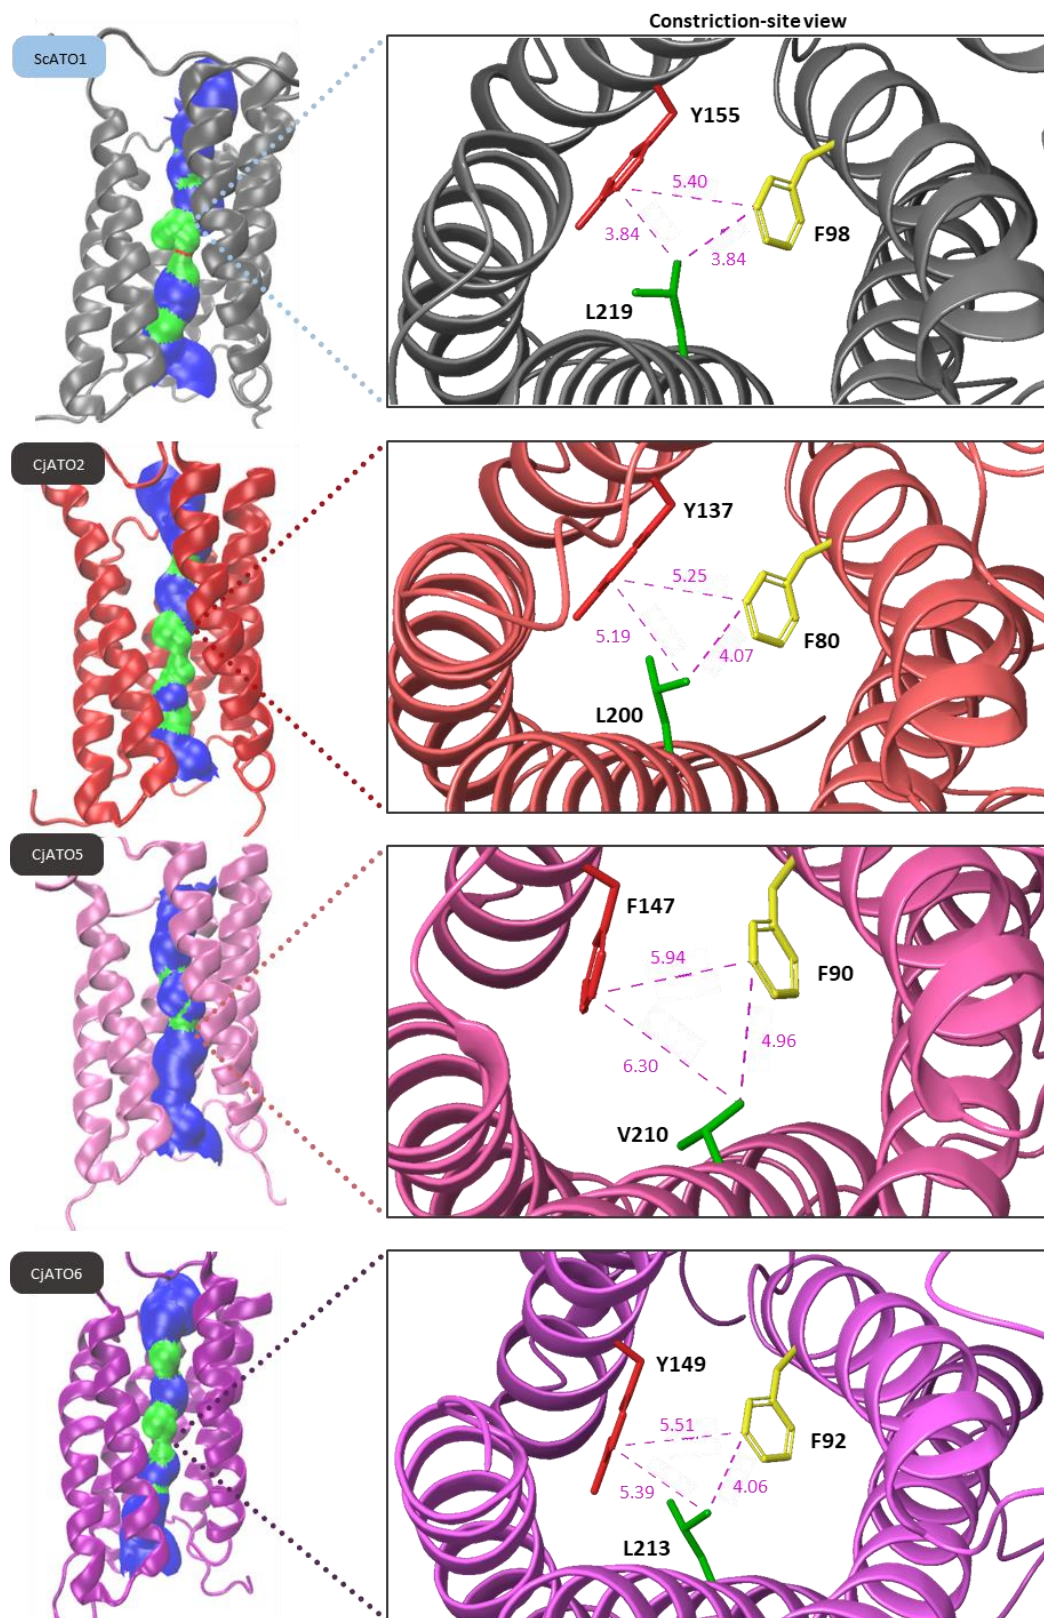 Constriction-site view
ScATO1
Y155
5.40
F98
3.84
3.84
L219
CjATO2
Y137
5.25
F80
5.19
4.07
L200
CjATO5
F147
5.94
F90
4.96
6.30
V210
CjATO6
Y149
5.51
F92
5.39
4.06
L213